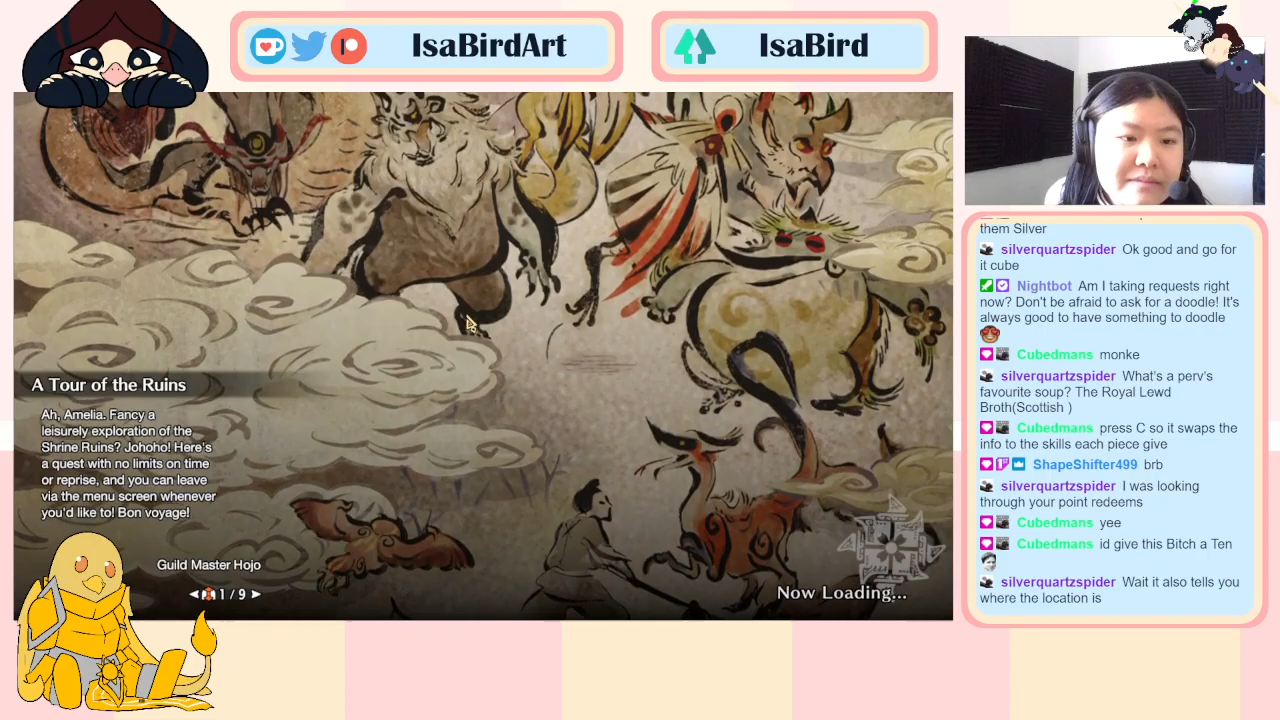 IsaBirdArt
IsaBird
A Tour of the Ruins
Ah, Amelia. Fancy a
leisurely exploration of the
Shrine Ruins? Johoho! Here's
a quest with no limits on time
or reprise, and you can leave
via the menu screen whenever
you'd like to! Bon voyage!
Guild Master Hojo
1 / 9
Now Loading...
them Silver
silverquartzspider Ok good and go for
it cube
Nightbot Am I taking requests right
now? Don't be afraid to ask for a doodle! It's
always good to have something to doodle
Cubedmans monke
silverquartzspider What's a perv's
favourite soup? The Royal Lewd
Broth(Scottish )
Cubedmans press C so it swaps the
info to the skills each piece give
ShapeShifter499 brb
silverquartzspider I was looking
through your point redeems
Cubedmans yee
Cubedmans id give this Bitch a Ten
silverquartzspider Wait it also tells you
where the location is